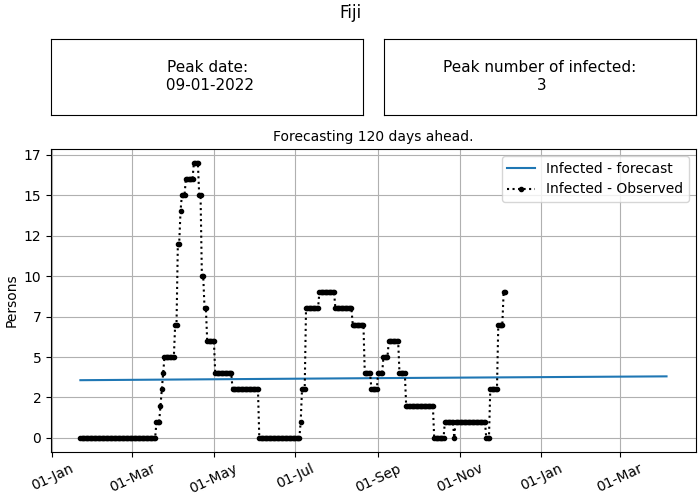 Fiji
Peak date:
09-01-2022
Peak number of infected:
3
Forecasting 120 days ahead.
Infected - forecast
Infected - Observed
Persons
17
15
12
10
7
5
2
0
01-Jan
01-Mar
01-May
01-Jul
01-Sep
01-Nov
01-Jan
01-Mar